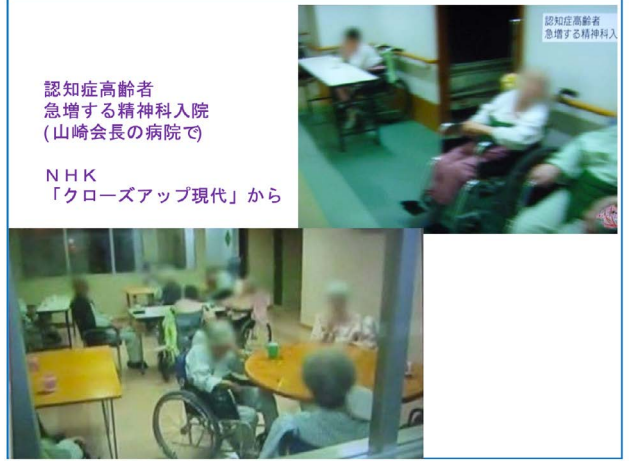 認知症高齢者
急増する精神科入院
(山崎会長の病院で)
ＮＨＫ
「クローズアップ現代」から
認知症高齢者
急増する精神科入